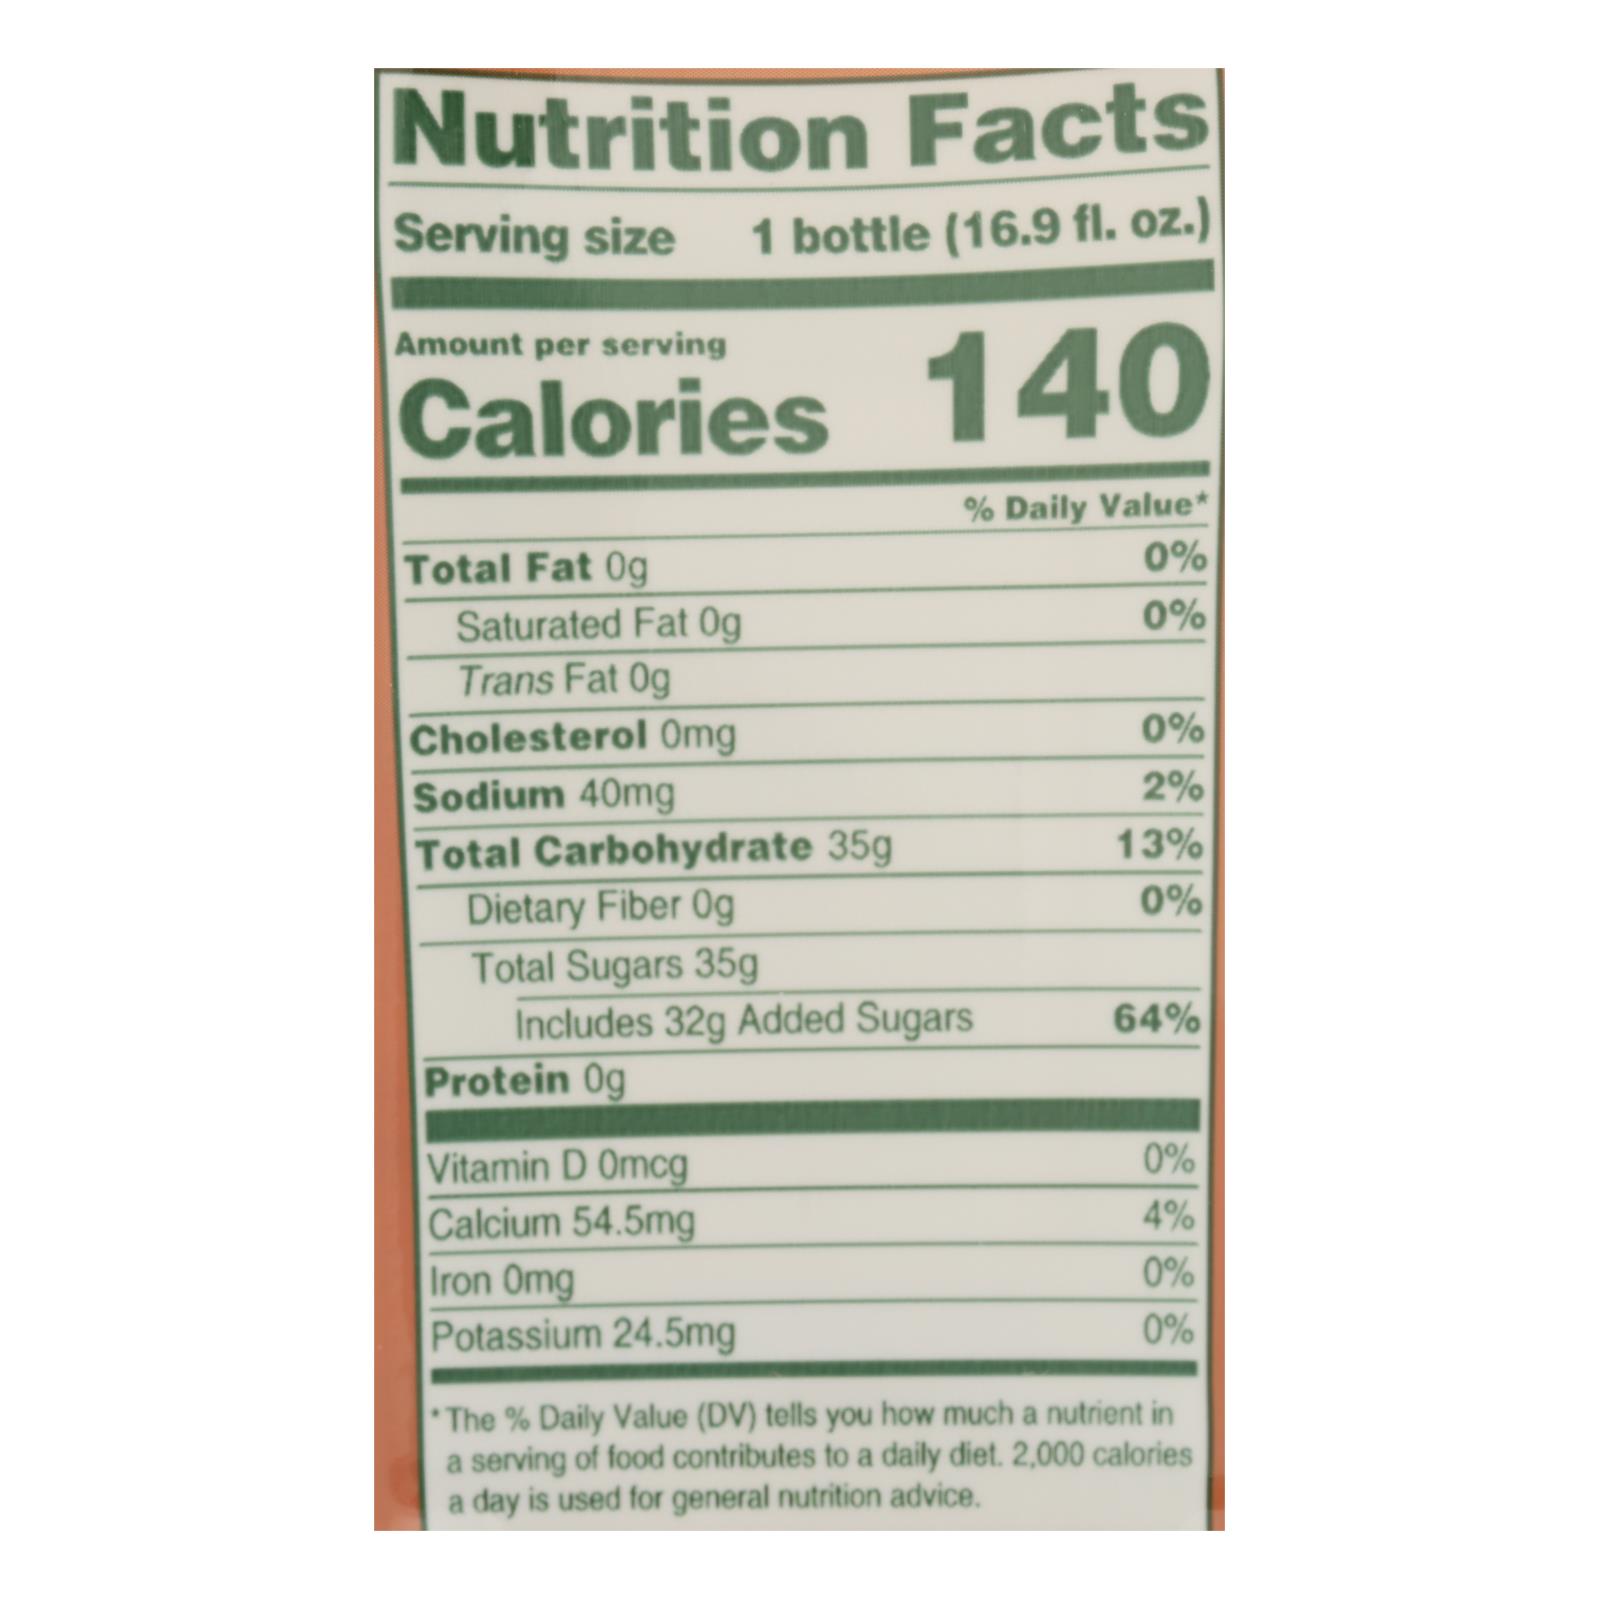 Nutrition Facts
Serving size 1 bottle (16.9 fl. oz.)
Amount per serving
Calories 140
% Daily Value*
Total Fat 0g 0%
Saturated Fat 0g 0%
Trans Fat 0g
Cholesterol 0mg 0%
Sodium 40mg 2%
Total Carbohydrate 35g 13%
Dietary Fiber 0g 0%
Total Sugars 35g
Includes 32g Added Sugars 64%
Protein 0g
Vitamin D 0mcg 0%
Calcium 54.5mg 4%
Iron 0mg 0%
Potassium 24.5mg 0%
* The % Daily Value (DV) tells you how much a nutrient in
a serving of food contributes to a daily diet. 2,000 calories
a day is used for general nutrition advice.